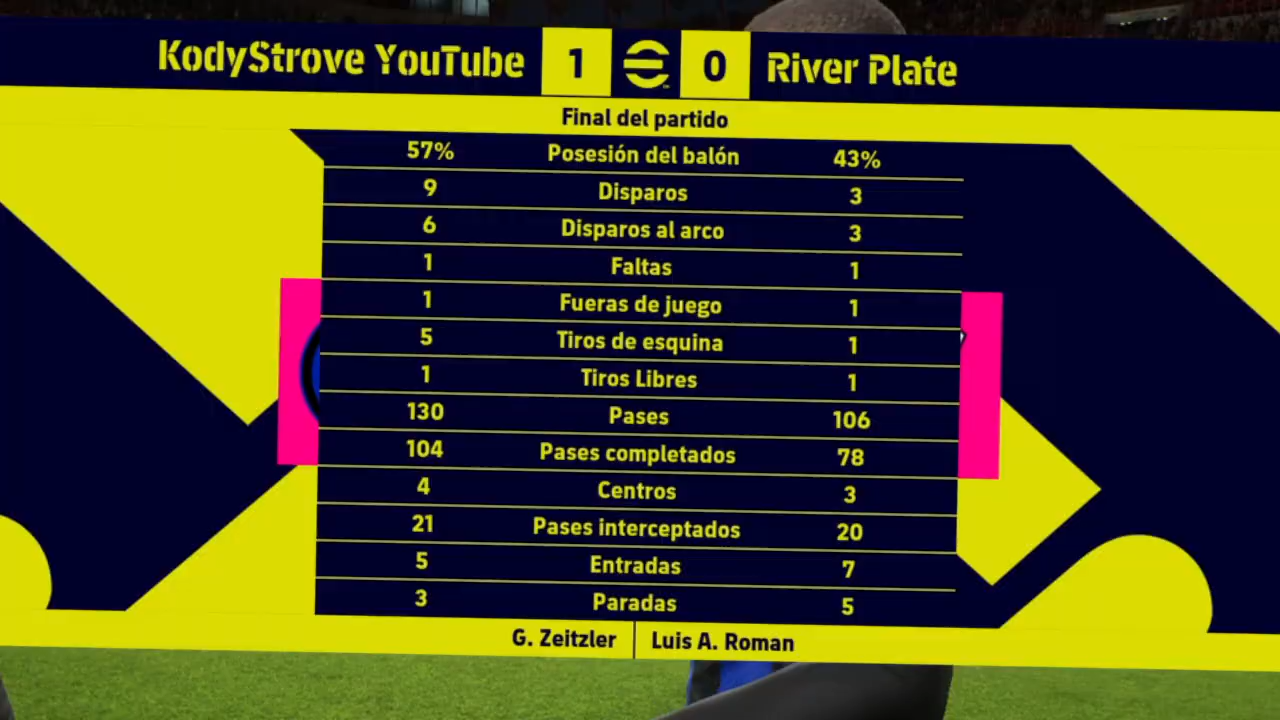 KodyStrove YouTube 1 0 River Plate
Final del partido
57% Posesión del balón 43%
9 Disparos 3
6 Disparos al arco 3
1 Faltas 1
1 Fueras de juego 1
5 Tiros de esquina 1
1 Tiros Libres 1
130 Pases 106
104 Pases completados 78
4 Centros 3
21 Pases interceptados 20
5 Entradas 7
3 Paradas 5
G. Zeitzler Luis A. Roman